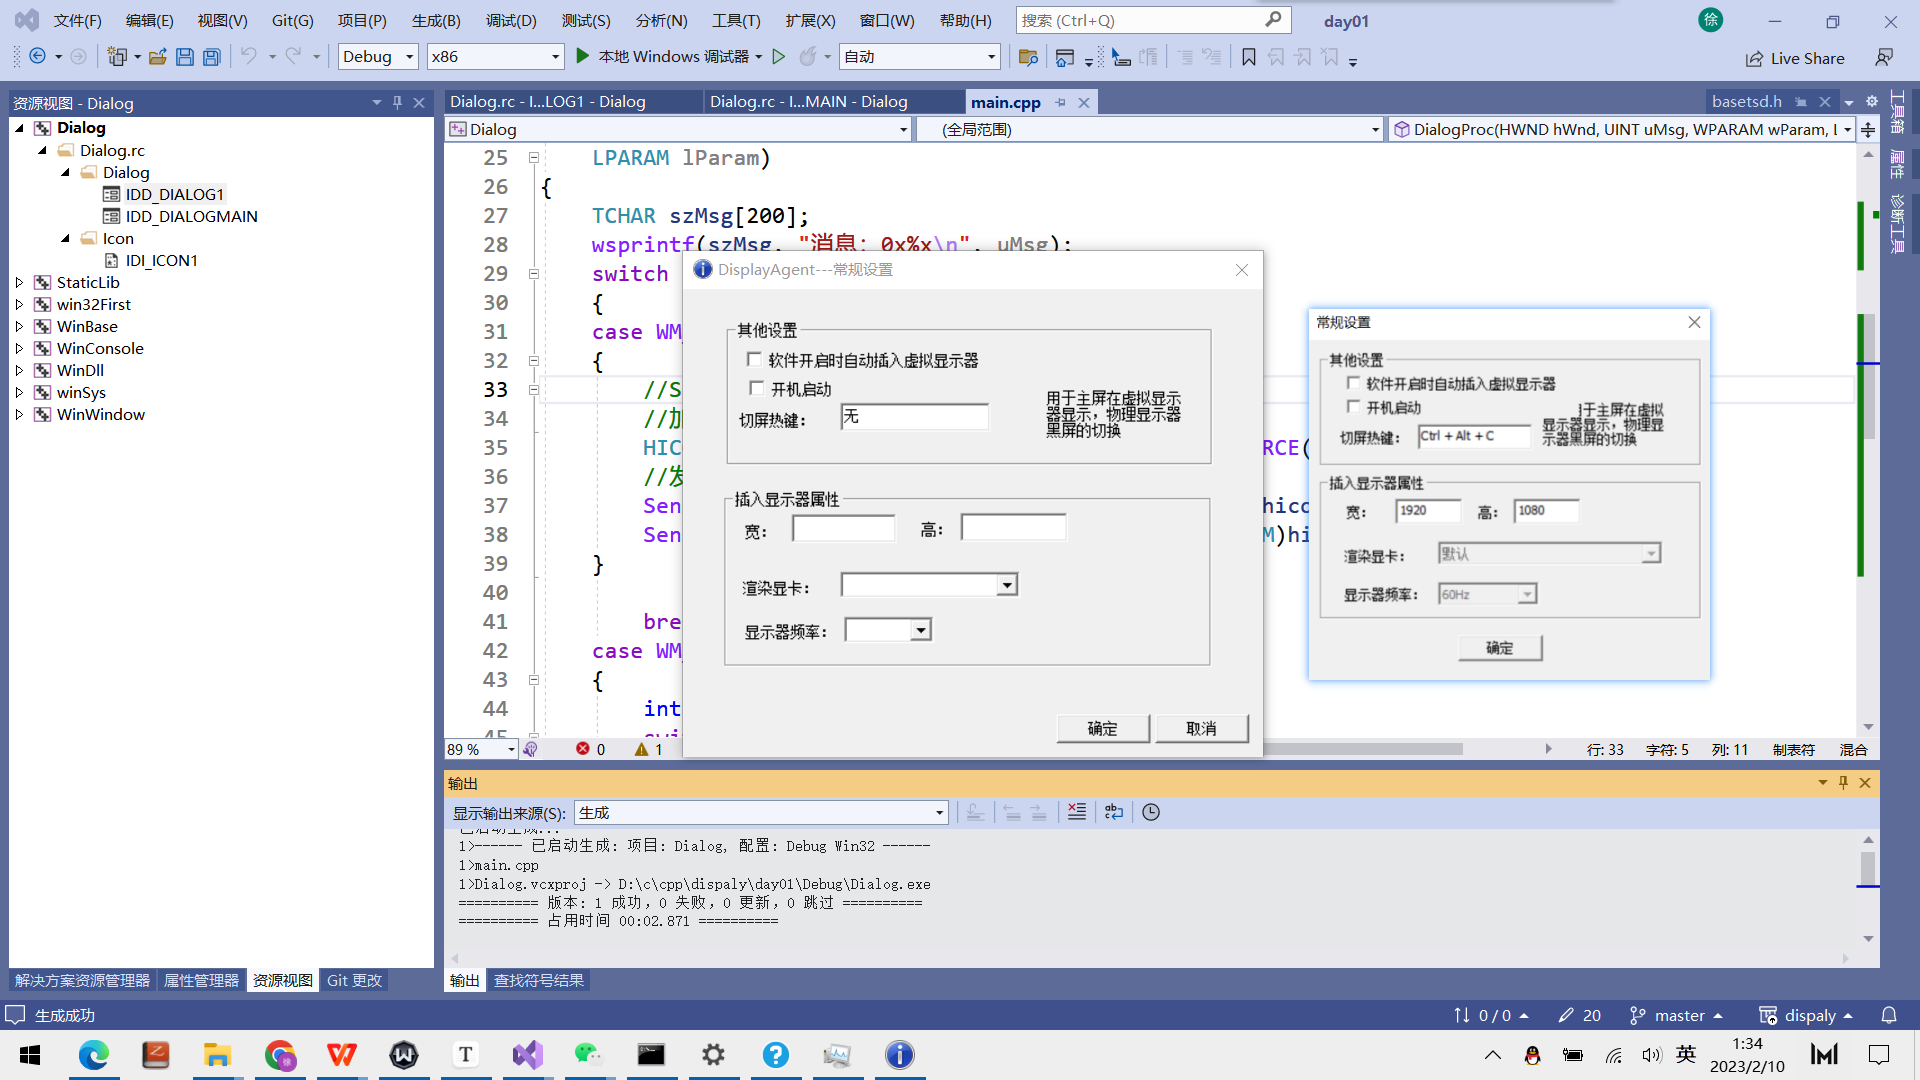 文件(F) 编辑(E) 视图(V) Git(G) 项目(P) 生成(B) 调试(D) 测试(S) 分析(N) 工具(T) 扩展(X) 窗口(W) 帮助(H) 搜索 (Ctrl+Q) day01 徐
Debug x86 本地 Windows 调试器 自动 Live Share
资源视图 - Dialog
Dialog
Dialog.rc
Dialog
IDD_DIALOG1
IDD_DIALOGMAIN
Icon
IDI_ICON1
StaticLib
win32First
WinBase
WinConsole
WinDll
winSys
WinWindow
解决方案资源管理器 属性管理器 资源视图 Git 更改
Dialog.rc - I...LOG1 - Dialog Dialog.rc - I...MAIN - Dialog main.cpp basetsd.h
Dialog (全局范围) DialogProc(HWND hWnd, UINT uMsg, WPARAM wParam, L
25 LPARAM lParam)
26 {
27 TCHAR szMsg[200];
28 wsprintf(szMsg, "消息: 0x%x\n", uMsg);
29 switch
30 {
31 case WM
32 {
33 //S
34 //加
35 HIC RCE(
36 //发
37 Sen hico
38 Sen M)hi
39 }
40
41 bre
42 case WM
43 {
44 int
45
89 % 0 1 行: 33 字符: 5 列: 11 制表符 混合
工具箱
属性
诊断工具
DisplayAgent---常规设置
其他设置
软件开启时自动插入虚拟显示器
开机启动
切屏热键： 无
用于主屏在虚拟显示
器显示，物理显示器
黑屏的切换
插入显示器属性
宽： 高：
渲染显卡：
显示器频率：
确定 取消
常规设置
其他设置
软件开启时自动插入虚拟显示器
开机启动
切屏热键： Ctrl + Alt + C
于主屏在虚拟
显示器显示，物理显
示器黑屏的切换
插入显示器属性
宽： 1920 高： 1080
渲染显卡： 默认
显示器频率： 60Hz
确定
输出
显示输出来源(S): 生成
已启动生成...
1>------ 已启动生成: 项目: Dialog, 配置: Debug Win32 ------
1>main.cpp
1>Dialog.vcxproj -> D:\c\cpp\dispaly\day01\Debug\Dialog.exe
========== 版本: 1 成功，0 失败，0 更新，0 跳过 ==========
========== 占用时间 00:02.871 ==========
输出 查找符号结果
生成成功 0 / 0 20 master dispaly
英 1:34
2023/2/10